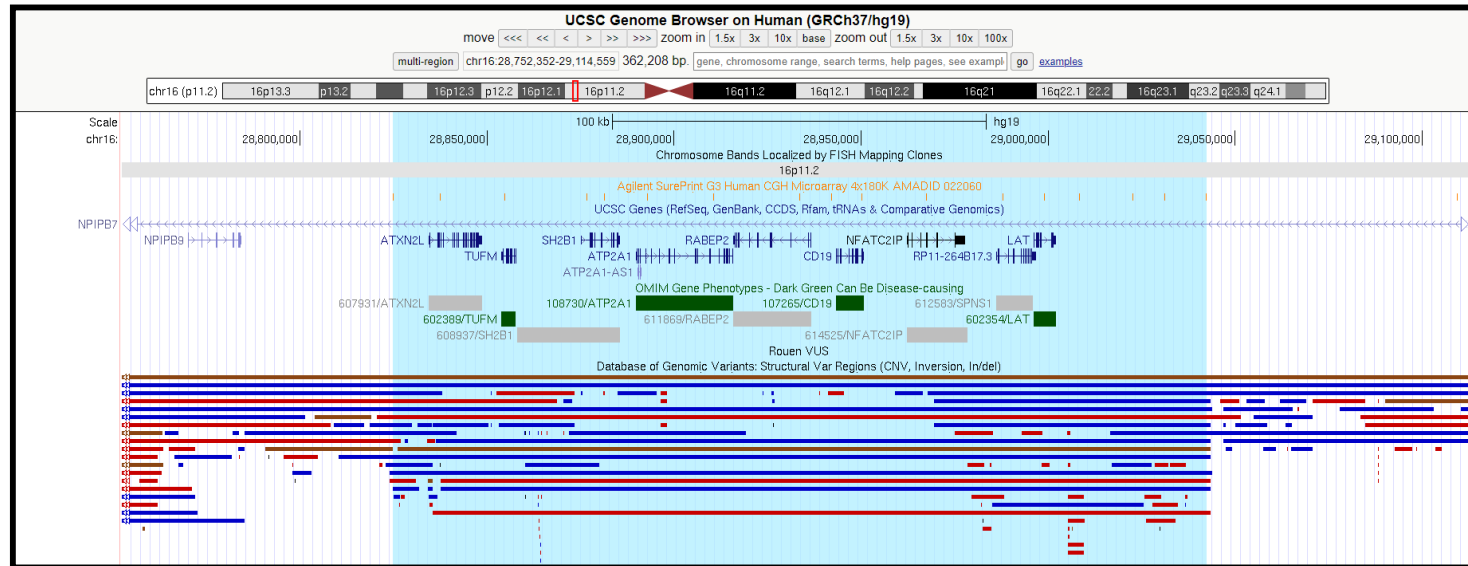 UCSC Genome Browser on Human (GRCh37/hg19)
move <<< << < > >> >>> zoom in 1.5x 3x 10x base zoom out 1.5x 3x 10x 100x
multi-region chr16:28,752,352-29,114,559 362,208 bp. gene, chromosome range, search terms, help pages, see exampl go examples
chr16 (p11.2) 16p13.3 p13.2 16p12.3 p12.2 16p12.1 16p11.2 16q11.2 16q12.1 16q12.2 16q21 16q22.1 22.2 16q23.1 q23.2 q23.3 q24.1
Scale 100 kb hg19
chr16: 28,800,000 28,850,000 28,900,000 28,950,000 29,000,000 29,050,000 29,100,000
Chromosome Bands Localized by FISH Mapping Clones
16p11.2
Agilent SurePrint G3 Human CGH Microarray 4x180K AMADID 022060
UCSC Genes (RefSeq, GenBank, CCDS, Rfam, tRNAs & Comparative Genomics)
NPIPB7
NPIPB9 ATXN2L SH2B1 RABEP2 NFATC2IP LAT
TUFM ATP2A1 CD19 RP11-264B17.3
ATP2A1-AS1
OMIM Gene Phenotypes - Dark Green Can Be Disease-causing
607931/ATXN2L 108730/ATP2A1 107265/CD19 612583/SPNS1
602389/TUFM 611869/RABEP2 602354/LAT
608937/SH2B1 614525/NFATC2IP
Rouen VUS
Database of Genomic Variants: Structural Var Regions (CNV, Inversion, In/del)